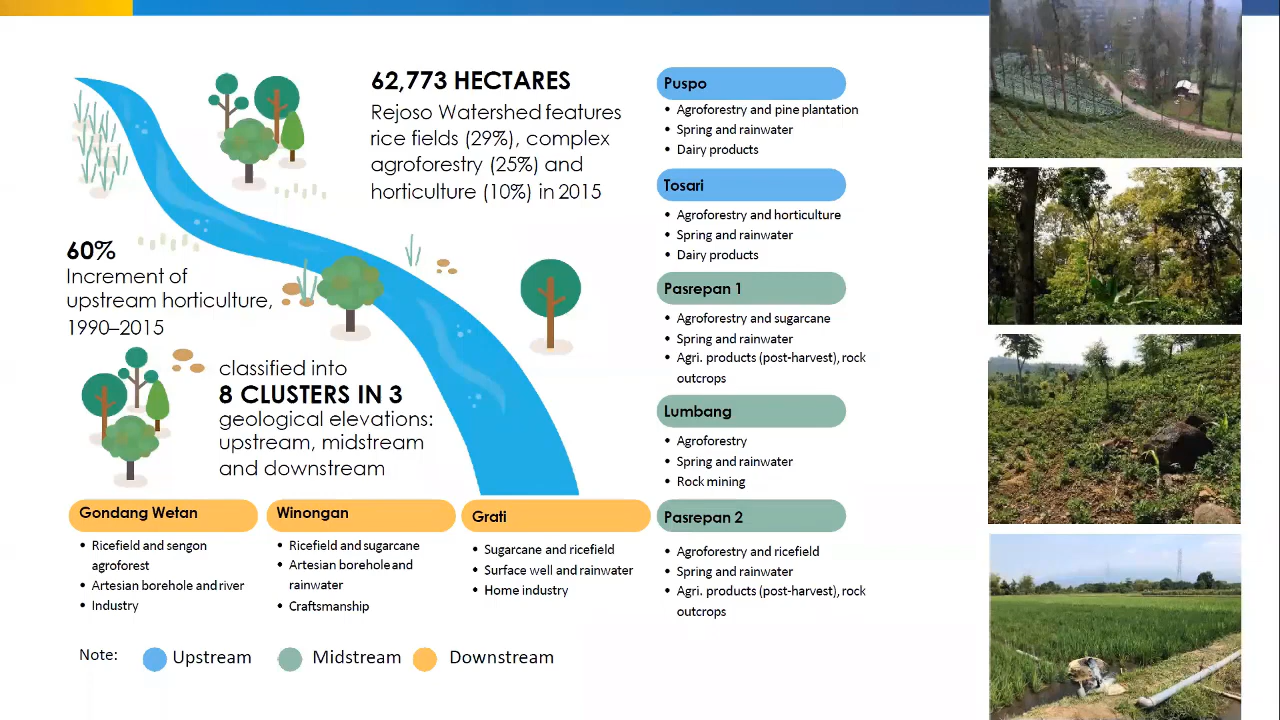 62,773 HECTARES
Rejoso Watershed features
rice fields (29%), complex
agroforestry (25%) and
horticulture (10%) in 2015
60%
Increment of
upstream horticulture,
1990–2015
classified into
8 CLUSTERS IN 3
geological elevations:
upstream, midstream
and downstream
Puspo
• Agroforestry and pine plantation
• Spring and rainwater
• Dairy products
Tosari
• Agroforestry and horticulture
• Spring and rainwater
• Dairy products
Pasrepan 1
• Agroforestry and sugarcane
• Spring and rainwater
• Agri. products (post-harvest), rock
outcrops
Lumbang
• Agroforestry
• Spring and rainwater
• Rock mining
Pasrepan 2
• Agroforestry and ricefield
• Spring and rainwater
• Agri. products (post-harvest), rock
outcrops
Gondang Wetan
• Ricefield and sengon
agroforest
• Artesian borehole and river
• Industry
Winongan
• Ricefield and sugarcane
• Artesian borehole and
rainwater
• Craftsmanship
Grati
• Sugarcane and ricefield
• Surface well and rainwater
• Home industry
Note: Upstream Midstream Downstream